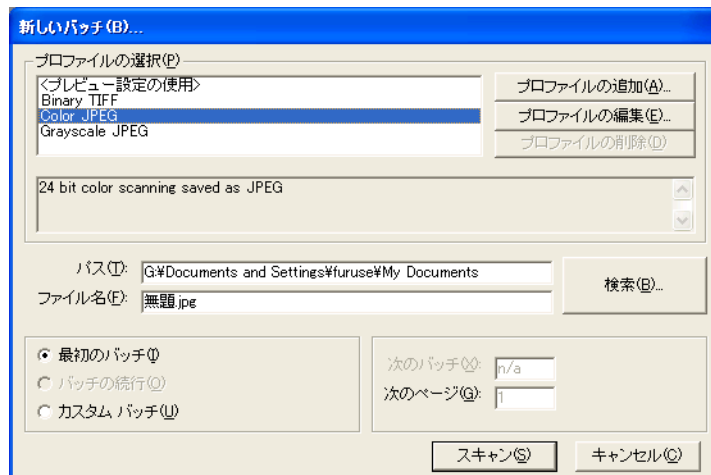 新しいバッチ(B)...
プロファイルの選択(P)
<プレビュー設定の使用>
Binary TIFF
Color JPEG
Grayscale JPEG
プロファイルの追加(A)...
プロファイルの編集(E)...
プロファイルの削除(D)
24 bit color scanning saved as JPEG
パス(T):
G:¥Documents and Settings¥furuse¥My Documents
ファイル名(F):
無題.jpg
検索(B)...
最初のバッチ(I)
バッチの続行(O)
カスタム バッチ(U)
次のバッチ(X):
n/a
次のページ(G):
1
スキャン(S)
キャンセル(C)